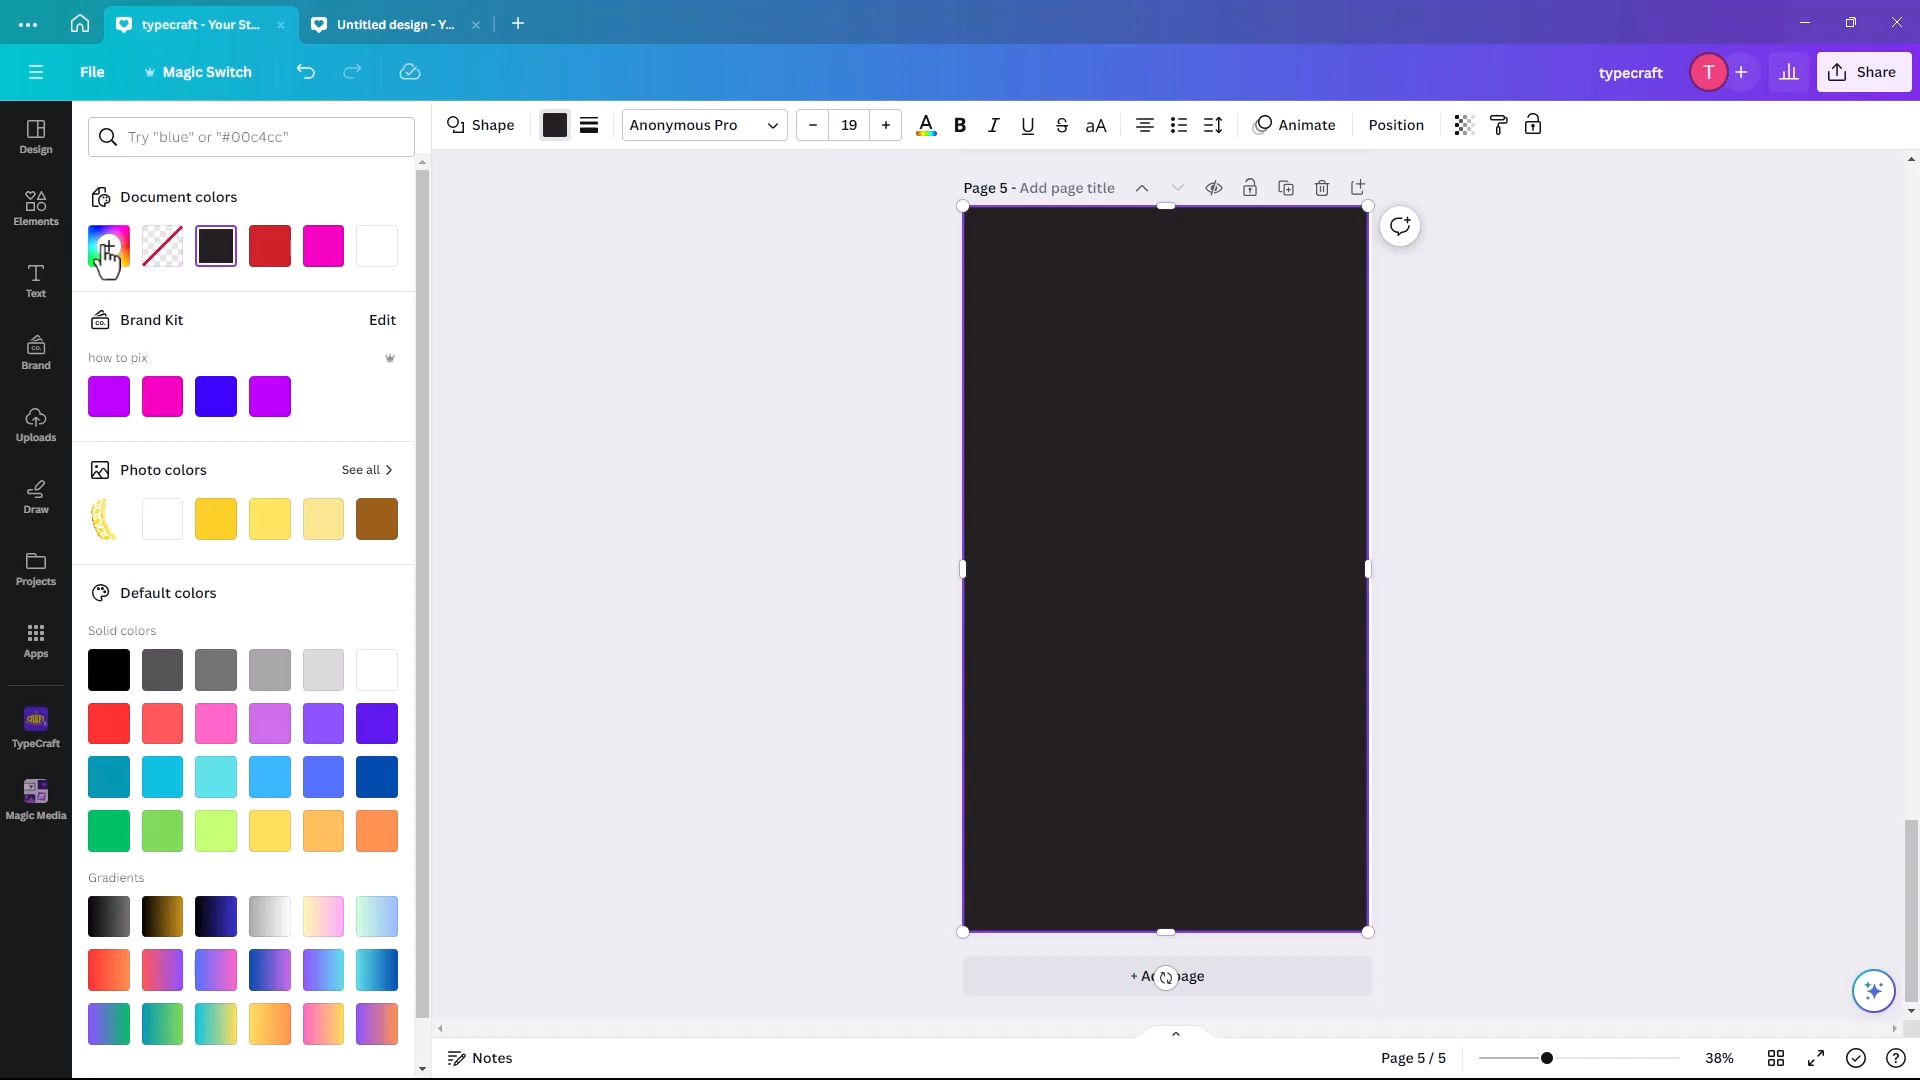 typecraft - Your St...
Untitled design - Y...
File
Magic Switch
typecraft
T
Share
Design
Elements
Text
Brand
Uploads
Draw
Projects
Apps
TypeCraft
Magic Media
Try "blue" or "#00c4cc"
Document colors
Brand Kit
Edit
how to pix
Photo colors
See all
Default colors
Solid colors
Gradients
Shape
Anonymous Pro
- 19 +
A B I U S aA
Animate
Position
Page 5 - Add page title
+ Ad page
Notes
Page 5 / 5
38%